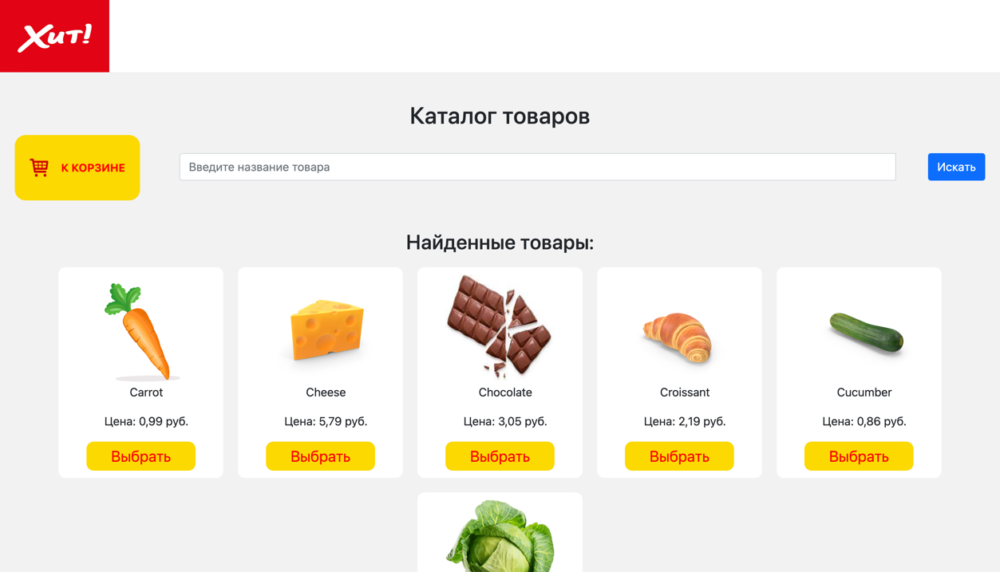 Хит!
Каталог товаров
К КОРЗИНЕ
Введите название товара
Искать
Найденные товары:
Carrot
Цена: 0,99 руб.
Выбрать
Cheese
Цена: 5,79 руб.
Выбрать
Chocolate
Цена: 3,05 руб.
Выбрать
Croissant
Цена: 2,19 руб.
Выбрать
Cucumber
Цена: 0,86 руб.
Выбрать